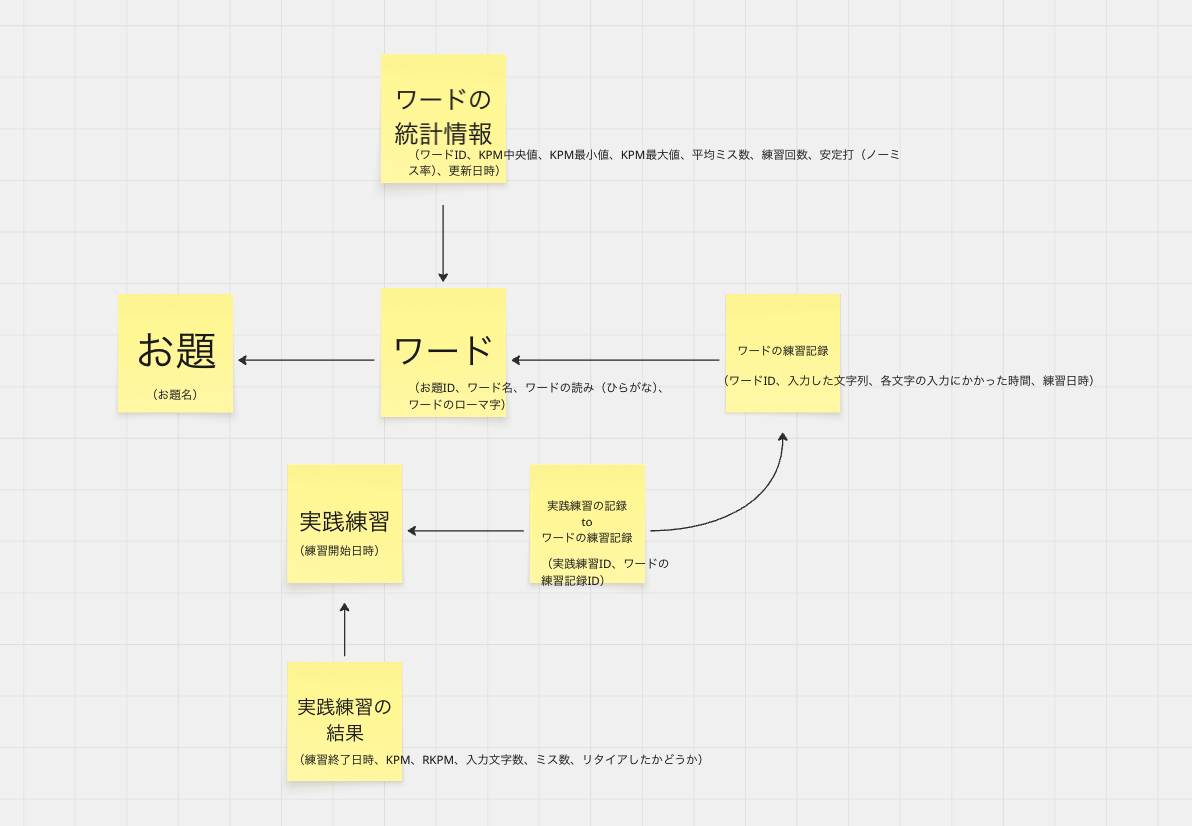 ワードの
統計情報
（ワードID、KPM中央値、KPM最小値、KPM最大値、平均ミス数、練習回数、安定打（ノーミ
ス率）、更新日時）
お題
（お題名）
ワード
（お題ID、ワード名、ワードの読み（ひらがな）、
ワードのローマ字）
ワードの練習記録
（ワードID、入力した文字列、各文字の入力にかかった時間、練習日時）
実践練習
（練習開始日時）
実践練習の記録
to
ワードの練習記録
（実践練習ID、ワードの
練習記録ID）
実践練習の
結果
（練習終了日時、KPM、RKPM、入力文字数、ミス数、リタイアしたかどうか）